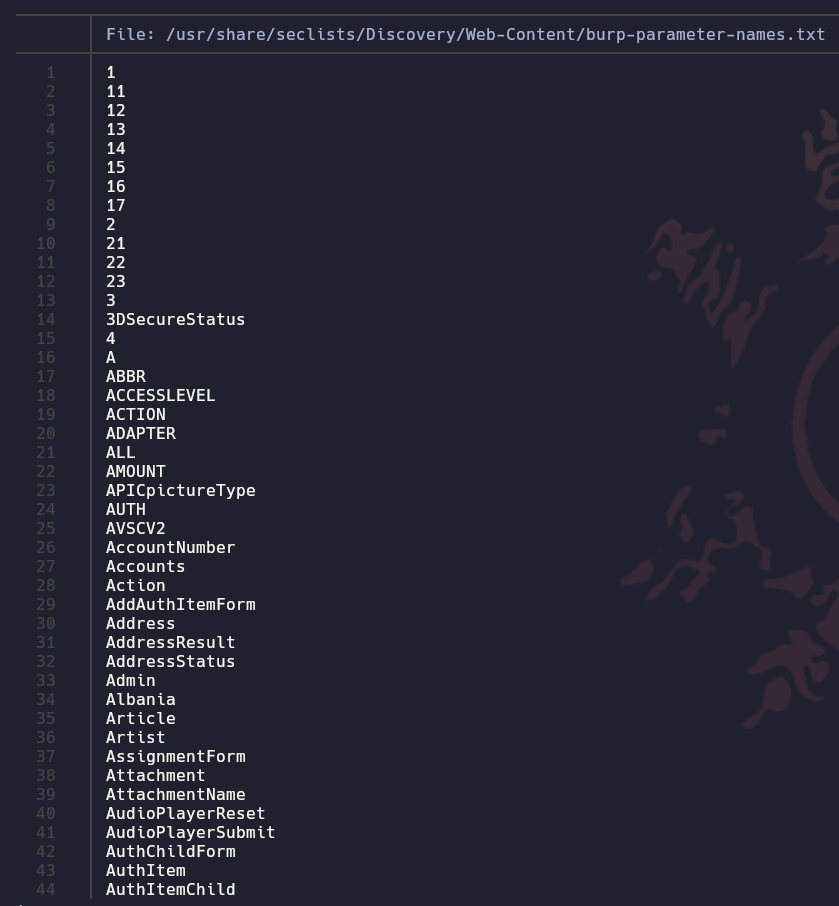 File: /usr/share/seclists/Discovery/Web-Content/burp-parameter-names.txt
1 1
2 11
3 12
4 13
5 14
6 15
7 16
8 17
9 2
10 21
11 22
12 23
13 3
14 3DSecureStatus
15 4
16 A
17 ABBR
18 ACCESSLEVEL
19 ACTION
20 ADAPTER
21 ALL
22 AMOUNT
23 APICpictureType
24 AUTH
25 AVSCV2
26 AccountNumber
27 Accounts
28 Action
29 AddAuthItemForm
30 Address
31 AddressResult
32 AddressStatus
33 Admin
34 Albania
35 Article
36 Artist
37 AssignmentForm
38 Attachment
39 AttachmentName
40 AudioPlayerReset
41 AudioPlayerSubmit
42 AuthChildForm
43 AuthItem
44 AuthItemChild